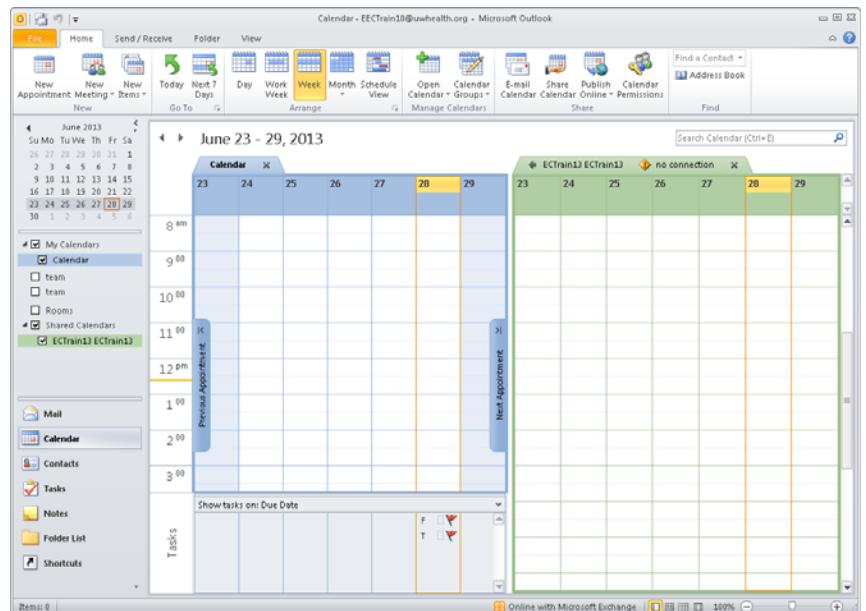 Calendar - EECTrain10@uwhealth.org - Microsoft Outlook
File Home Send / Receive Folder View
New Appointment
New Meeting
New Items
New
Today
Next 7 Days
Go To
Day
Work Week
Week
Month
Schedule View
Arrange
Open Calendar
Calendar Groups
Manage Calendars
E-mail Calendar
Share Calendar
Publish Online
Calendar Permissions
Share
Find a Contact
Address Book
Find
June 2013
Su Mo Tu We Th Fr Sa
26 27 28 29 30 31 1
2 3 4 5 6 7 8
9 10 11 12 13 14 15
16 17 18 19 20 21 22
23 24 25 26 27 28 29
30 1 2 3 4 5 6
My Calendars
Calendar
team
team
Rooms
Shared Calendars
ECTrain13 ECTrain13
Mail
Calendar
Contacts
Tasks
Notes
Folder List
Shortcuts
June 23 - 29, 2013
Search Calendar (Ctrl+E)
Calendar
ECTrain13 ECTrain13 no connection
23 24 25 26 27 28 29
23 24 25 26 27 28 29
8 am
9 00
10 00
11 00
12 pm
1 00
2 00
3 00
Previous Appointment
Next Appointment
Show tasks on: Due Date
Tasks
F
T
Items: 0
Online with Microsoft Exchange
100%